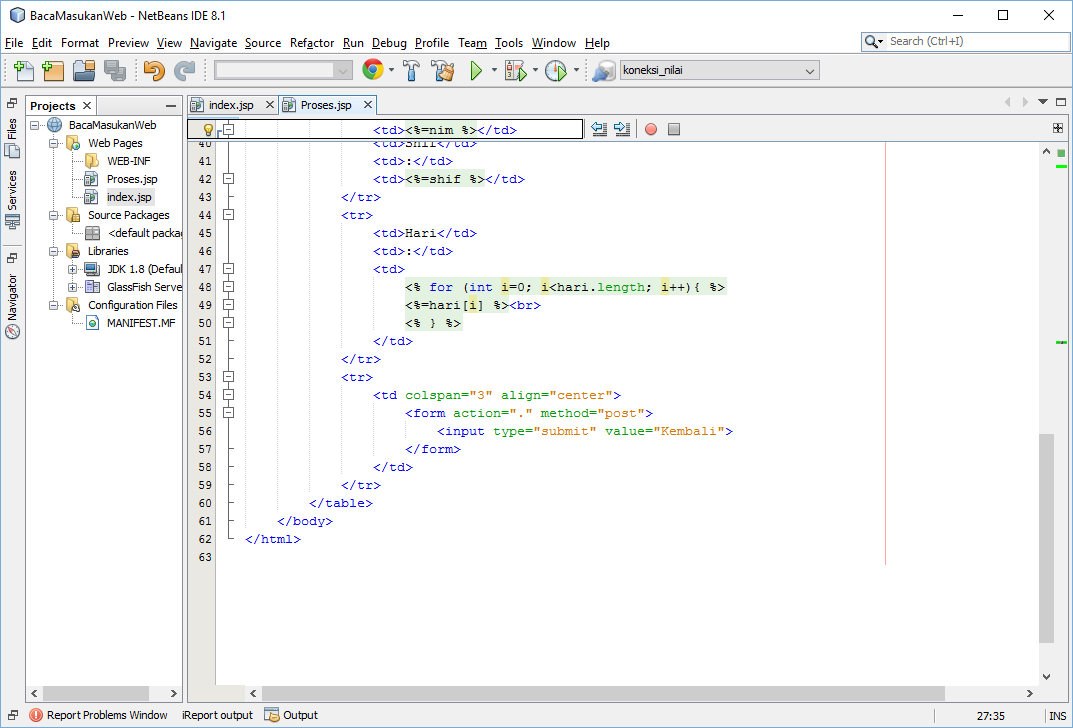 BacaMasukanWeb - NetBeans IDE 8.1
File Edit Format Preview View Navigate Source Refactor Run Debug Profile Team Tools Window Help
Search (Ctrl+I)
koneksi_nilai
Files
Services
Navigator
Projects
BacaMasukanWeb
Web Pages
WEB-INF
Proses.jsp
index.jsp
Source Packages
<default packa
Libraries
JDK 1.8 (Defaul
GlassFish Serve
Configuration Files
MANIFEST.MF
index.jsp Proses.jsp
<td><%=nim %></td>
40 <td>Shif</td>
41 <td>:</td>
42 <td><%=shif %></td>
43 </tr>
44 <tr>
45 <td>Hari</td>
46 <td>:</td>
47 <td>
48 <% for (int i=0; i<hari.length; i++){ %>
49 <%=hari[i] %><br>
50 <% } %>
51 </td>
52 </tr>
53 <tr>
54 <td colspan="3" align="center">
55 <form action="." method="post">
56 <input type="submit" value="Kembali">
57 </form>
58 </td>
59 </tr>
60 </table>
61 </body>
62 </html>
63
Report Problems Window iReport output Output
27:35 INS